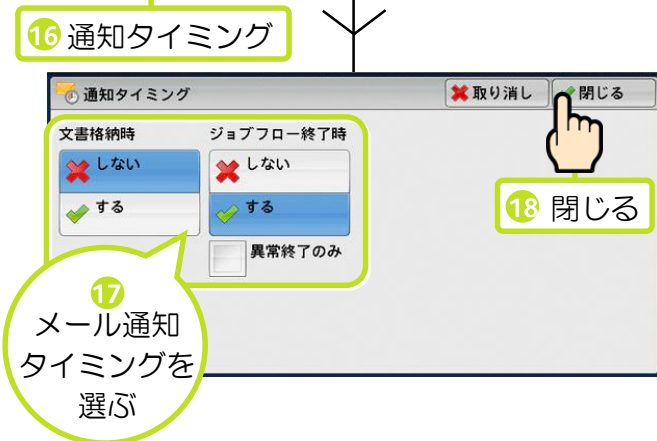 16 通知タイミング
通知タイミング
取り消し
閉じる
文書格納時
ジョブフロー終了時
しない
しない
する
する
異常終了のみ
18 閉じる
17
メール通知
タイミングを
選ぶ